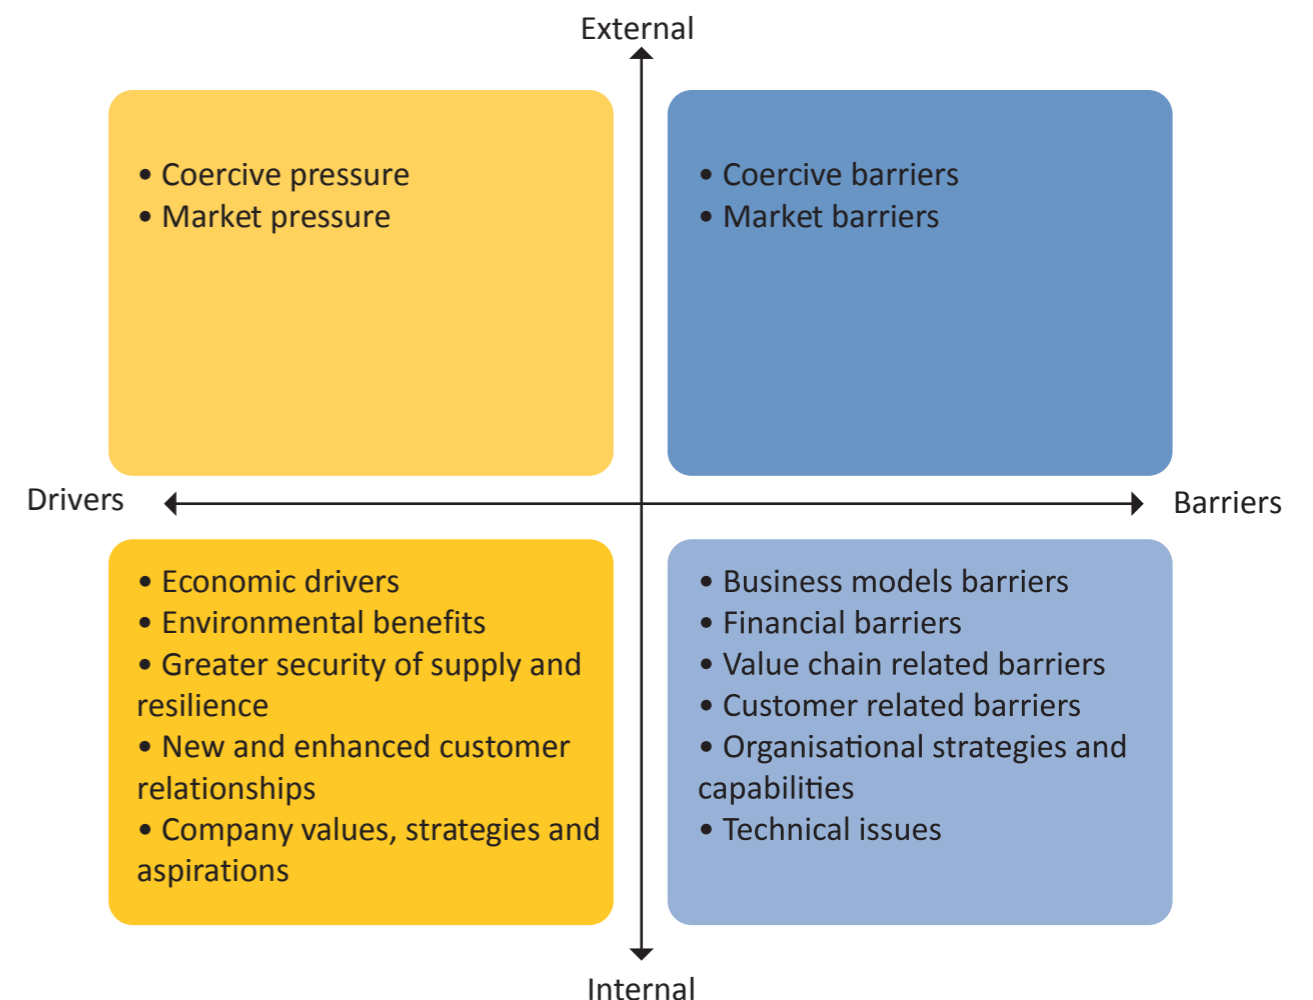 External
• Coercive pressure
• Market pressure
• Coercive barriers
• Market barriers
Drivers
Barriers
• Economic drivers
• Environmental benefits
• Greater security of supply and
resilience
• New and enhanced customer
relationships
• Company values, strategies and
aspirations
• Business models barriers
• Financial barriers
• Value chain related barriers
• Customer related barriers
• Organisational strategies and
capabilities
• Technical issues
Internal